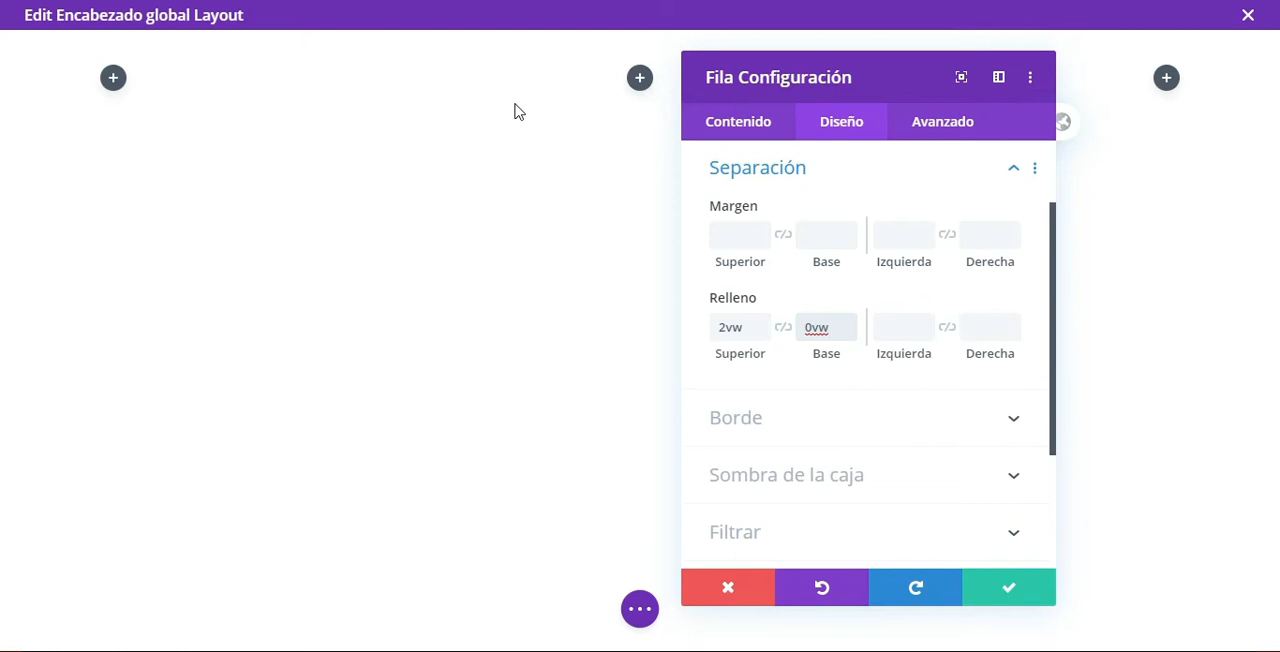 Edit Encabezado global Layout
Fila Configuración
Contenido Diseño Avanzado
Separación
Margen
Superior Base Izquierda Derecha
Relleno
2vw 0vw
Superior Base Izquierda Derecha
Borde
Sombra de la caja
Filtrar